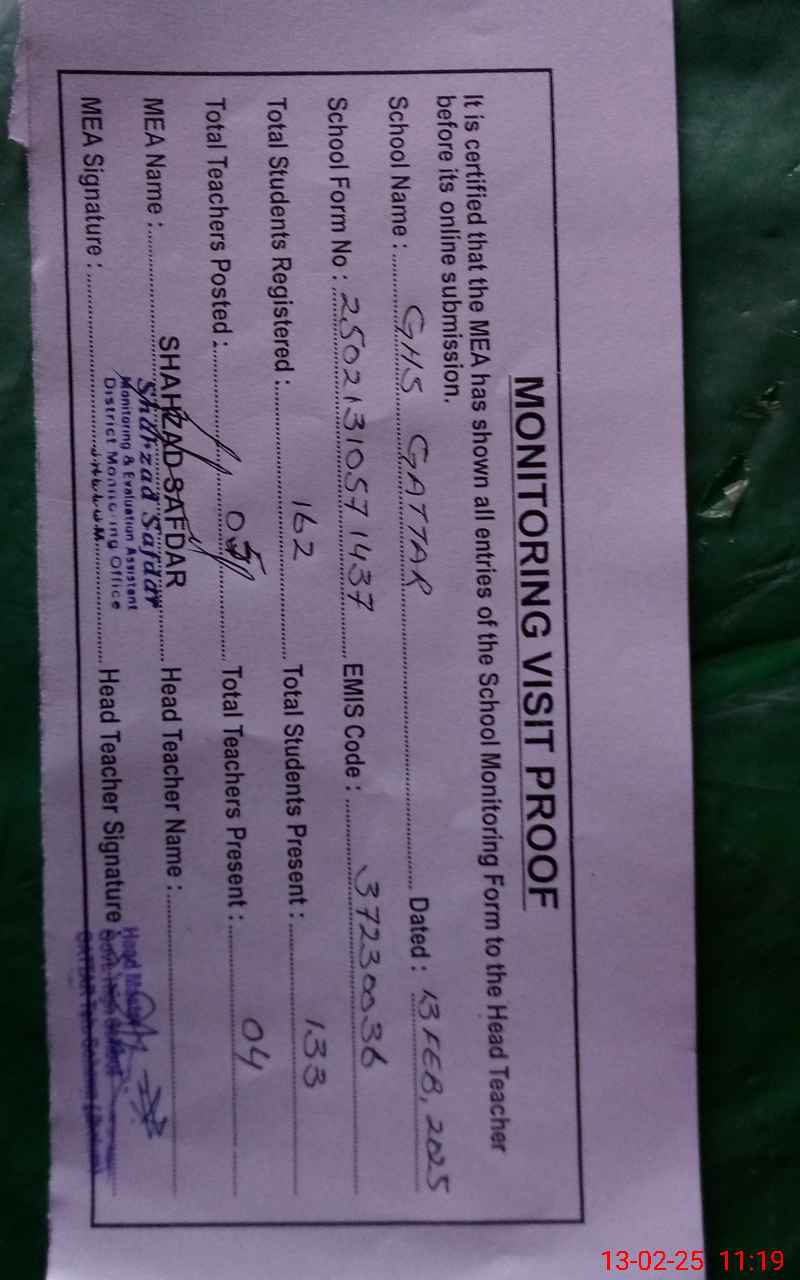 MONITORING VISIT PROOF
It is certified that the MEA has shown all entries of the School Monitoring Form to the Head Teacher
before its online submission.
School Name : GHS GATTAR Dated : 13 FEB, 2025
School Form No : 25021310571437 EMIS Code : 37230036
Total Students Registered : 162 Total Students Present : 133
Total Teachers Posted : 05 Total Teachers Present : 04
MEA Name : SHAHZAD SAFDAR Head Teacher Name :
Shahzad Safdar
Monitoring & Evaluation Assistant
District Monitoring Office
MEA Signature : Head Teacher Signature
Head
13-02-25 11:19